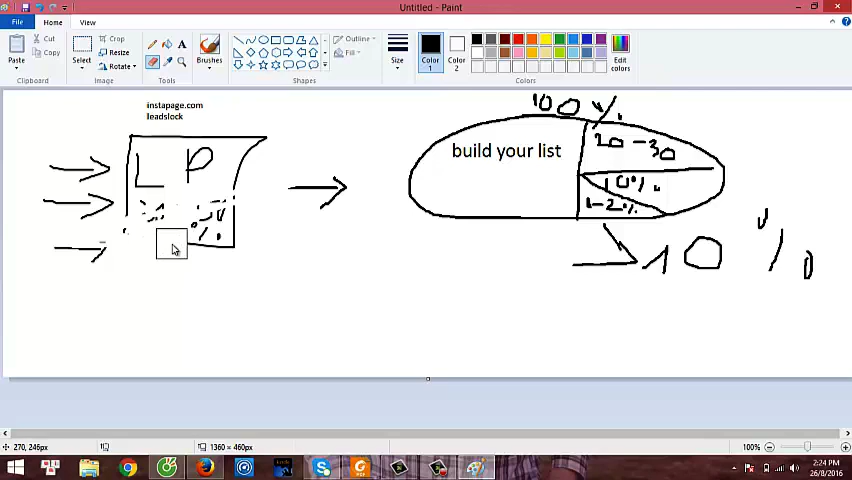 Untitled - Paint
File
Home
View
Paste
Cut
Copy
Clipboard
Select
Crop
Resize
Rotate
Image
A
Tools
Brushes
Outline
Fill
Shapes
Size
Color
1
Color
2
Edit
colors
Colors
instapage.com
leadslock
LP
100%
build your list
20-30
10%
1-2%
10%
270, 246px
1360 × 460px
100%
2:24 PM
26/8/2016